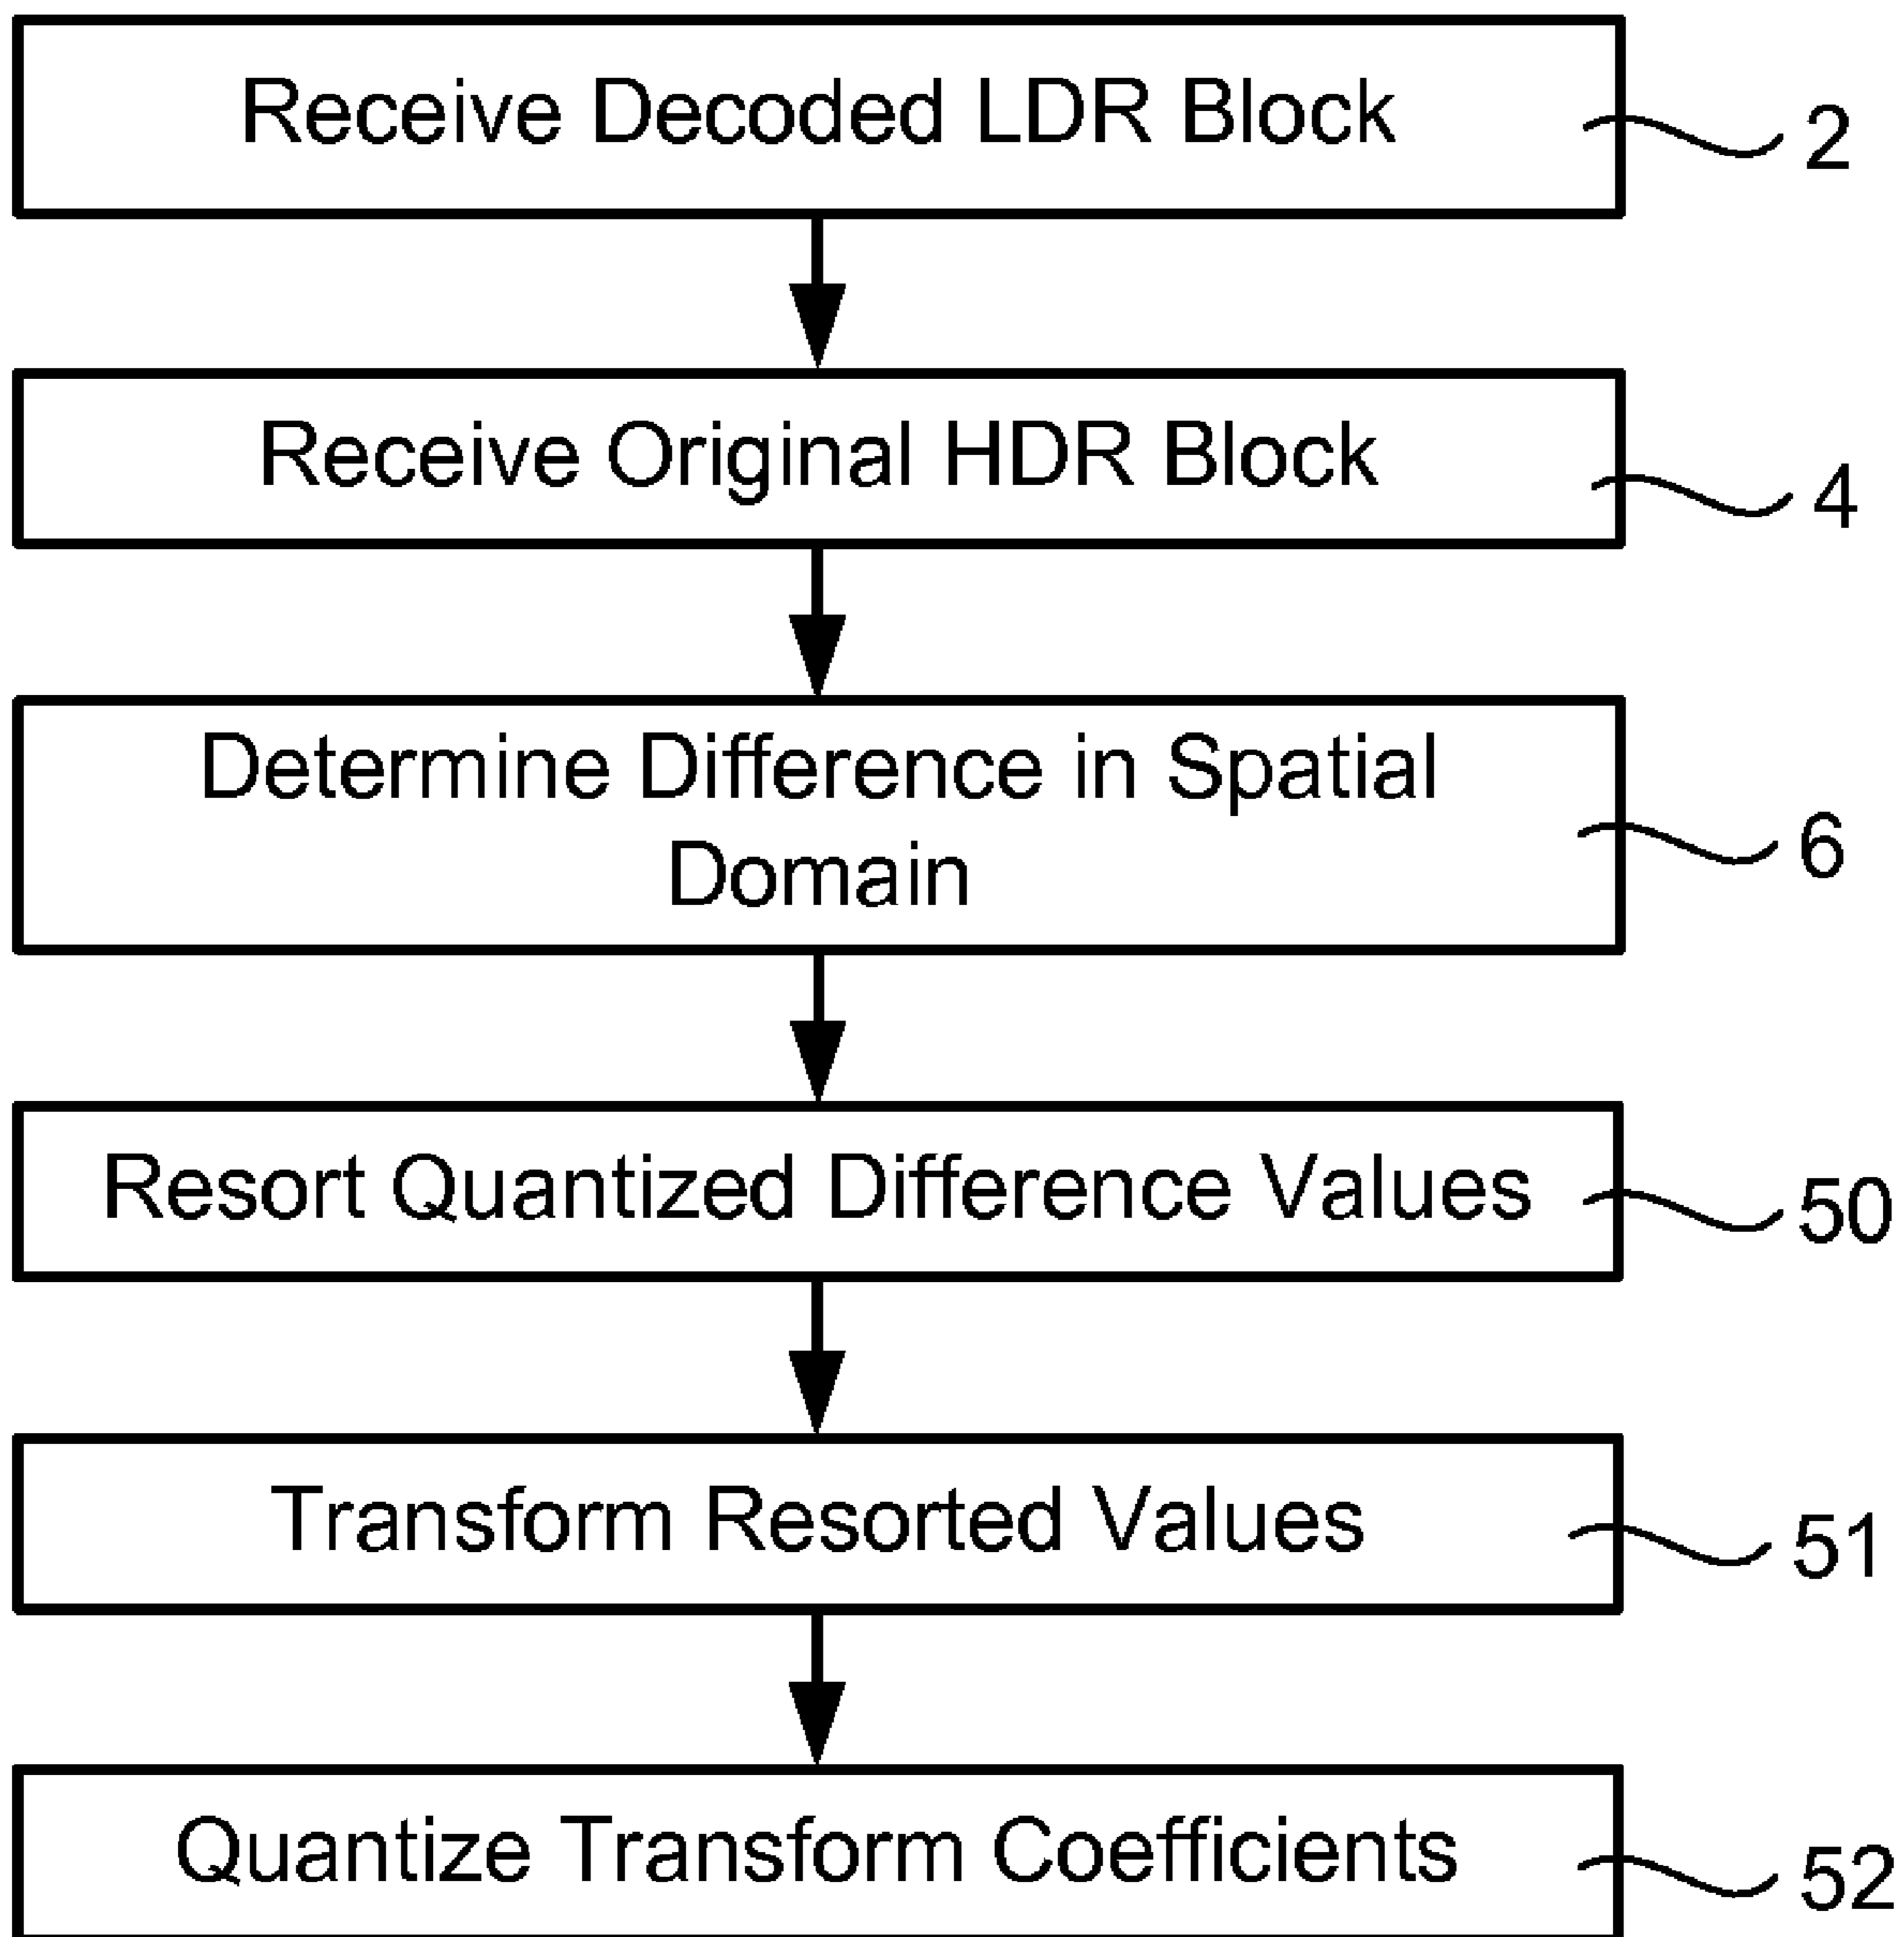 Receive Decoded LDR Block
2
Receive Original HDR Block
4
Determine Difference in Spatial
Domain
6
Resort Quantized Difference Values
50
Transform Resorted Values
51
Quantize Transform Coefficients
52